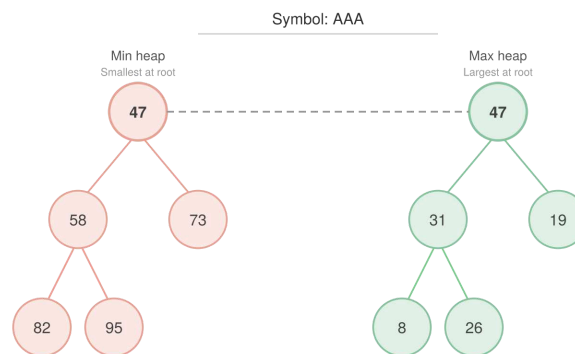 Symbol: AAA
Min heap
Smallest at root
Max heap
Largest at root
47
47
58
73
31
19
82
95
8
26